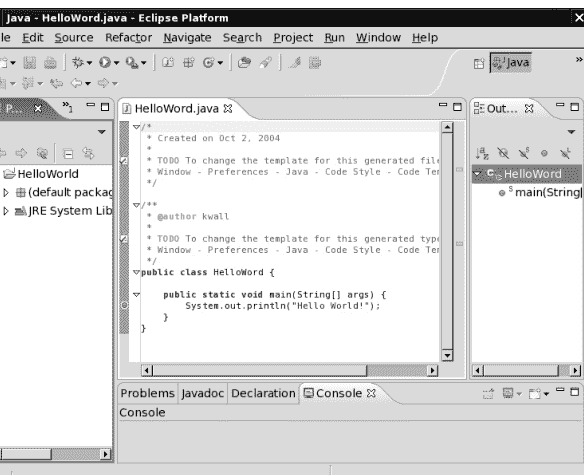 Java - HelloWord.java - Eclipse Platform
le Edit Source Refactor Navigate Search Project Run Window Help
Java
P...
HelloWorld
(default packag
JRE System Lib
HelloWord.java
/*
* Created on Oct 2, 2004
*
* TODO To change the template for this generated file
* Window - Preferences - Java - Code Style - Code Tem
*/
/**
* @author kwall
*
* TODO To change the template for this generated type
* Window - Preferences - Java - Code Style - Code Tem
*/
public class HelloWord {
public static void main(String[] args) {
System.out.println("Hello World!");
}
}
Out...
HelloWord
main(String[
Problems Javadoc Declaration Console
Console